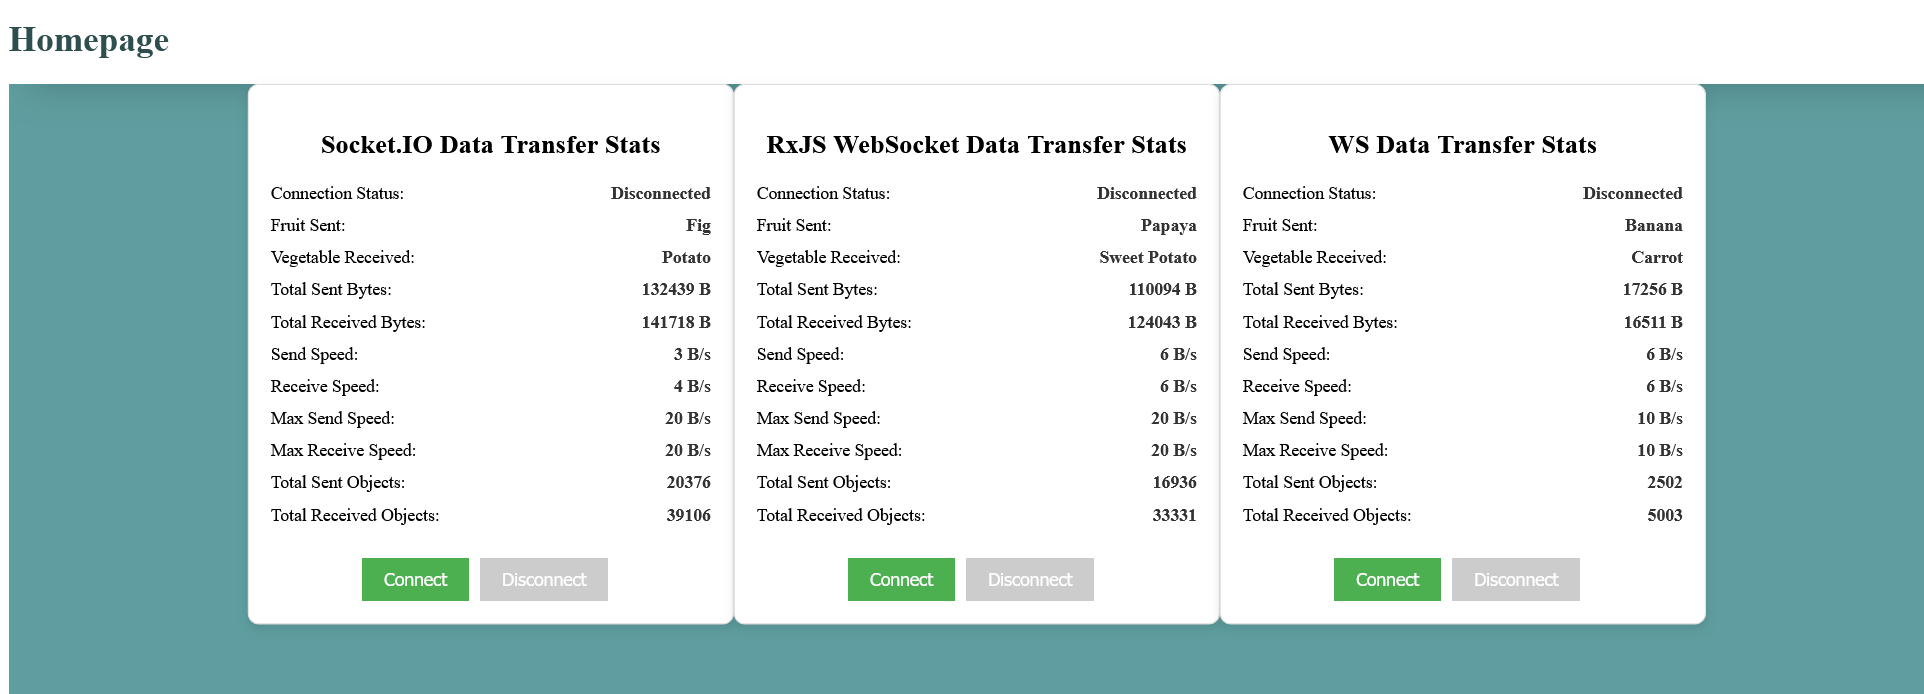 Homepage
Socket.IO Data Transfer Stats
Connection Status: Disconnected
Fruit Sent: Fig
Vegetable Received: Potato
Total Sent Bytes: 132439 B
Total Received Bytes: 141718 B
Send Speed: 3 B/s
Receive Speed: 4 B/s
Max Send Speed: 20 B/s
Max Receive Speed: 20 B/s
Total Sent Objects: 20376
Total Received Objects: 39106
Connect Disconnect
RxJS WebSocket Data Transfer Stats
Connection Status: Disconnected
Fruit Sent: Papaya
Vegetable Received: Sweet Potato
Total Sent Bytes: 110094 B
Total Received Bytes: 124043 B
Send Speed: 6 B/s
Receive Speed: 6 B/s
Max Send Speed: 20 B/s
Max Receive Speed: 20 B/s
Total Sent Objects: 16936
Total Received Objects: 33331
Connect Disconnect
WS Data Transfer Stats
Connection Status: Disconnected
Fruit Sent: Banana
Vegetable Received: Carrot
Total Sent Bytes: 17256 B
Total Received Bytes: 16511 B
Send Speed: 6 B/s
Receive Speed: 6 B/s
Max Send Speed: 10 B/s
Max Receive Speed: 10 B/s
Total Sent Objects: 2502
Total Received Objects: 5003
Connect Disconnect